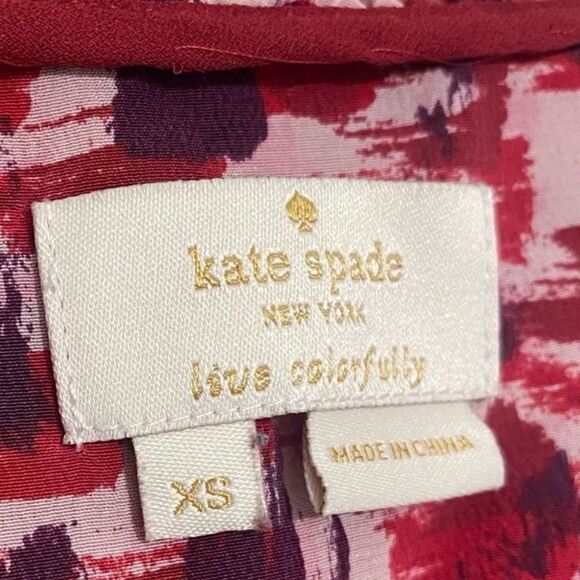 kate spade
NEW YORK
live colorfully
XS
MADE IN CHINA